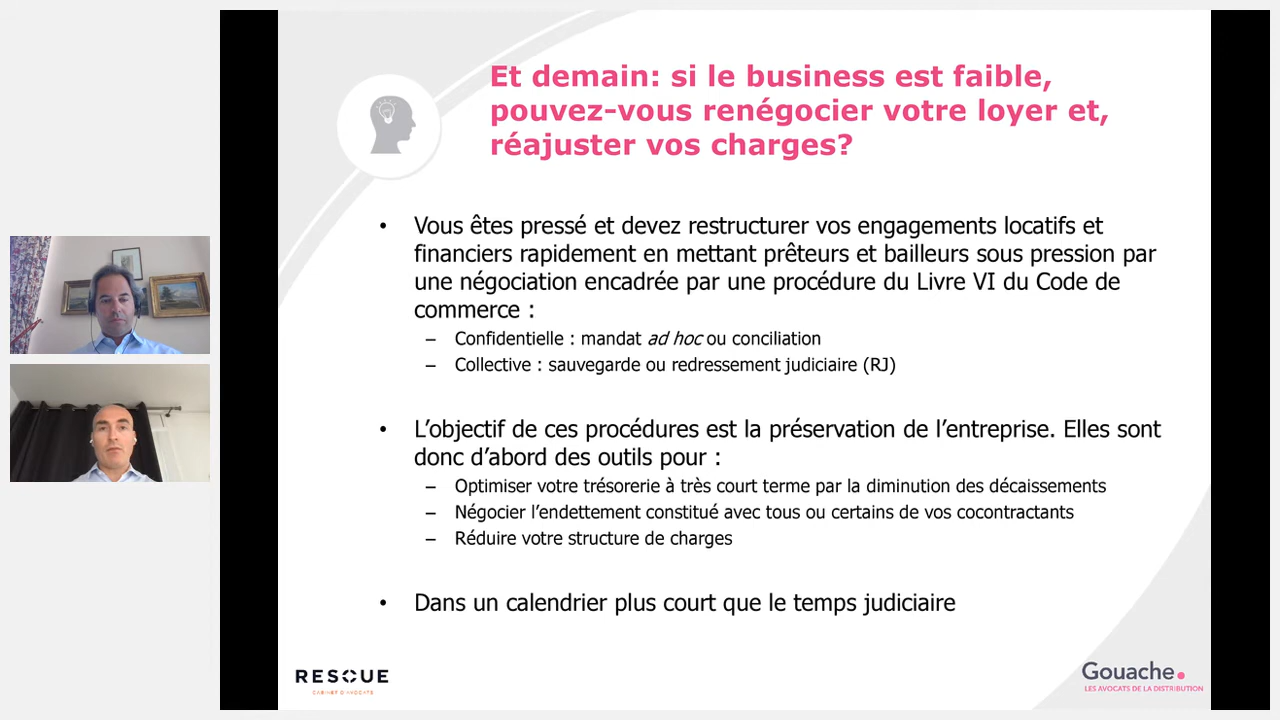 Et demain: si le business est faible,
pouvez-vous renégocier votre loyer et,
réajuster vos charges?
• Vous êtes pressé et devez restructurer vos engagements locatifs et
financiers rapidement en mettant prêteurs et bailleurs sous pression par
une négociation encadrée par une procédure du Livre VI du Code de
commerce :
– Confidentielle : mandat ad hoc ou conciliation
– Collective : sauvegarde ou redressement judiciaire (RJ)
• L’objectif de ces procédures est la préservation de l’entreprise. Elles sont
donc d’abord des outils pour :
– Optimiser votre trésorerie à très court terme par la diminution des décaissements
– Négocier l’endettement constitué avec tous ou certains de vos cocontractants
– Réduire votre structure de charges
• Dans un calendrier plus court que le temps judiciaire
RESCUE
CABINET D'AVOCATS
Gouache.
LES AVOCATS DE LA DISTRIBUTION